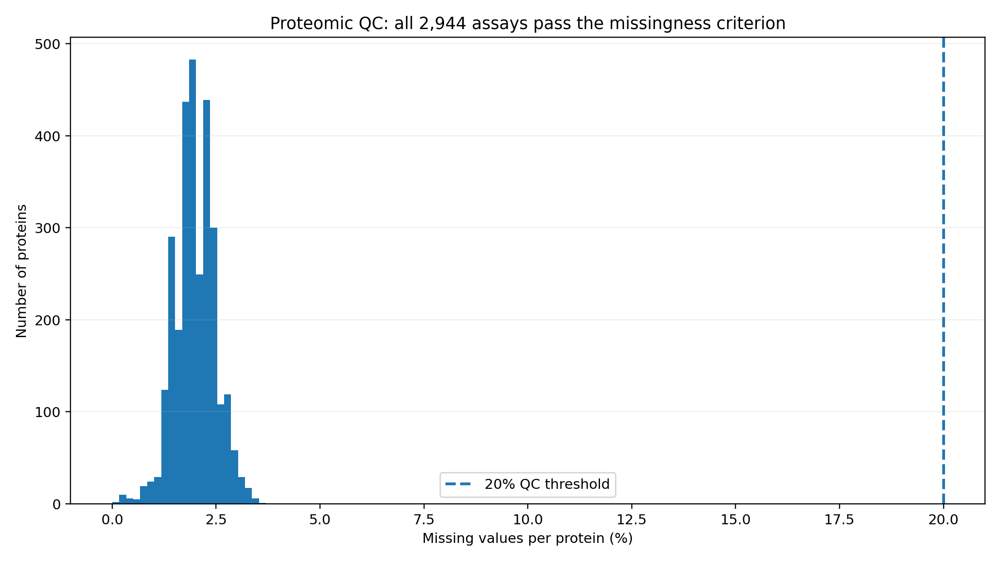 Proteomic QC: all 2,944 assays pass the missingness criterion
Number of proteins
500
400
300
200
100
0
20% QC threshold
0.0 2.5 5.0 7.5 10.0 12.5 15.0 17.5 20.0
Missing values per protein (%)